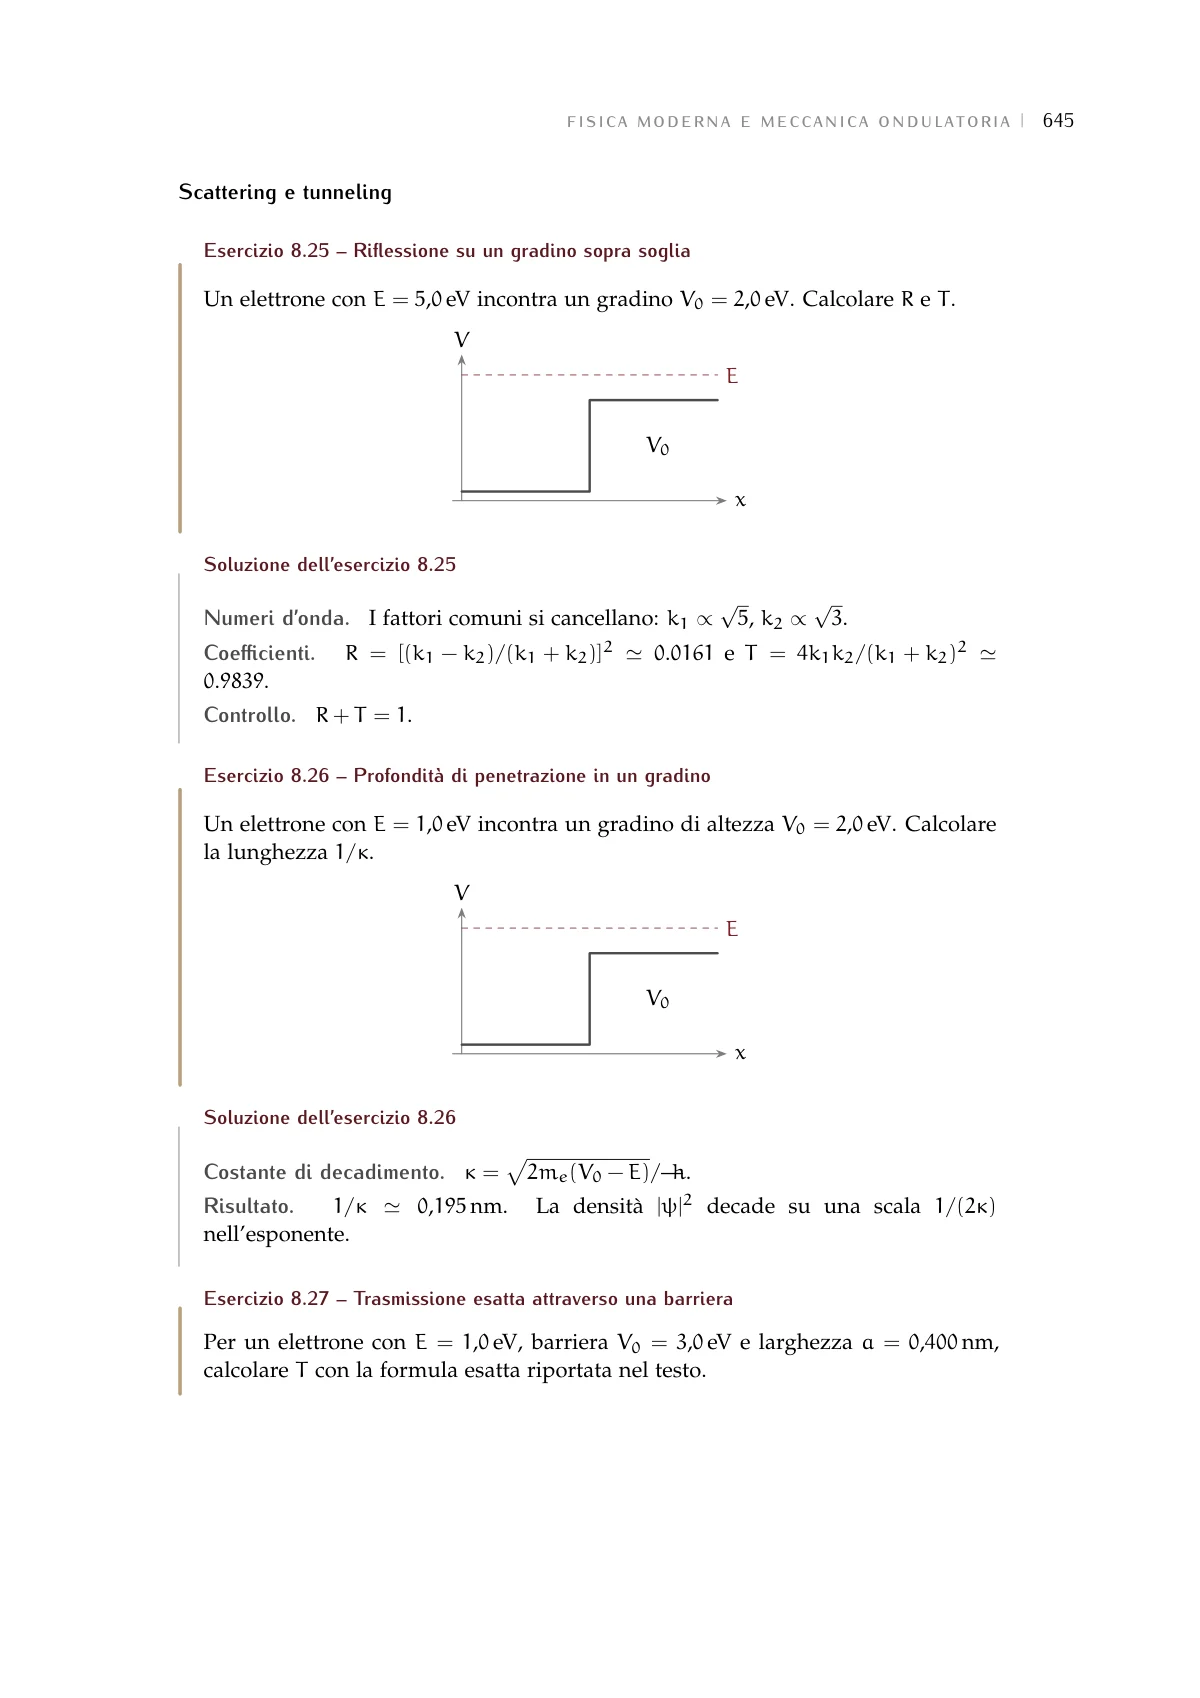 FISICA MODERNA E MECCANICA ONDULATORIA | 645
Scattering e tunneling
Esercizio 8.25 – Riflessione su un gradino sopra soglia
Un elettrone con E = 5,0 eV incontra un gradino V₀ = 2,0 eV. Calcolare R e T.
V
E
V₀
x
Soluzione dell'esercizio 8.25
Numeri d'onda. I fattori comuni si cancellano: k₁ ∝ √5, k₂ ∝ √3.
Coefficienti. R = [(k₁ − k₂)/(k₁ + k₂)]² ≃ 0.0161 e T = 4k₁k₂/(k₁ + k₂)² ≃
0.9839.
Controllo. R + T = 1.
Esercizio 8.26 – Profondità di penetrazione in un gradino
Un elettrone con E = 1,0 eV incontra un gradino di altezza V₀ = 2,0 eV. Calcolare
la lunghezza 1/κ.
V
E
V₀
x
Soluzione dell'esercizio 8.26
Costante di decadimento. κ = √(2mₑ(V₀ − E))/ħ.
Risultato. 1/κ ≃ 0,195 nm. La densità |ψ|² decade su una scala 1/(2κ)
nell'esponente.
Esercizio 8.27 – Trasmissione esatta attraverso una barriera
Per un elettrone con E = 1,0 eV, barriera V₀ = 3,0 eV e larghezza a = 0,400 nm,
calcolare T con la formula esatta riportata nel testo.